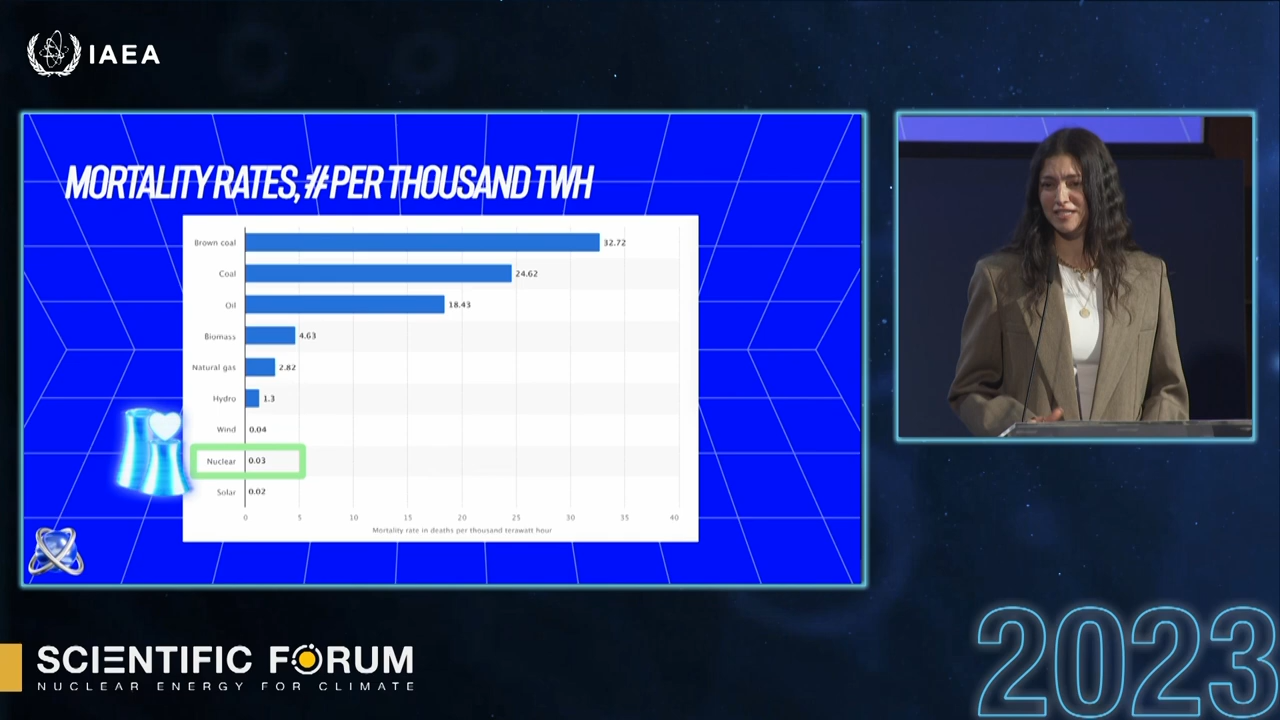 IAEA
MORTALITY RATES, # PER THOUSAND TWH
Brown coal 32.72
Coal 24.62
Oil 18.43
Biomass 4.63
Natural gas 2.82
Hydro 1.3
Wind 0.04
Nuclear 0.03
Solar 0.02
0 5 10 15 20 25 30 35 40
Mortality rate in deaths per thousand terawatt hour
SCIENTIFIC FORUM
NUCLEAR ENERGY FOR CLIMATE
2023